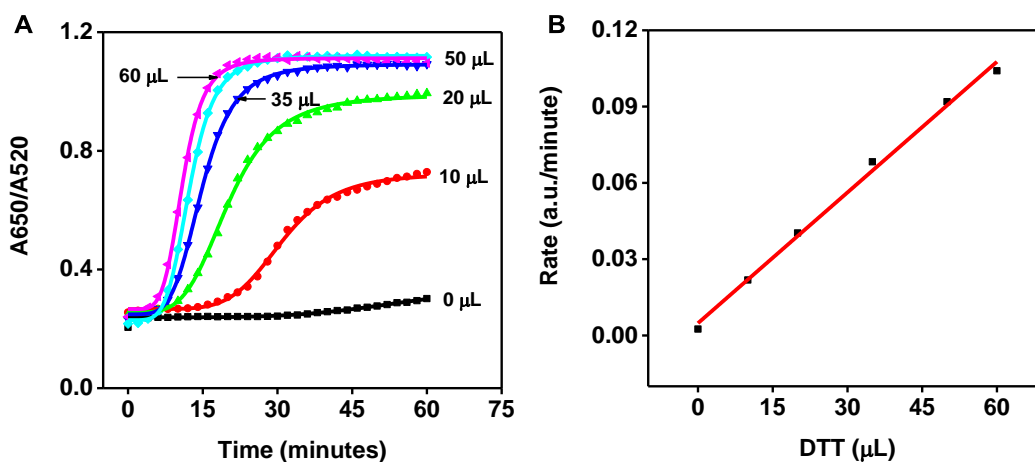 A
A650/A520
1.2
0.8
0.4
0.0
0
15
30
45
60
75
Time (minutes)
60 µL
35 µL
50 µL
20 µL
10 µL
0 µL
B
Rate (a.u./minute)
0.12
0.09
0.06
0.03
0.00
0
15
30
45
60
DTT (µL)